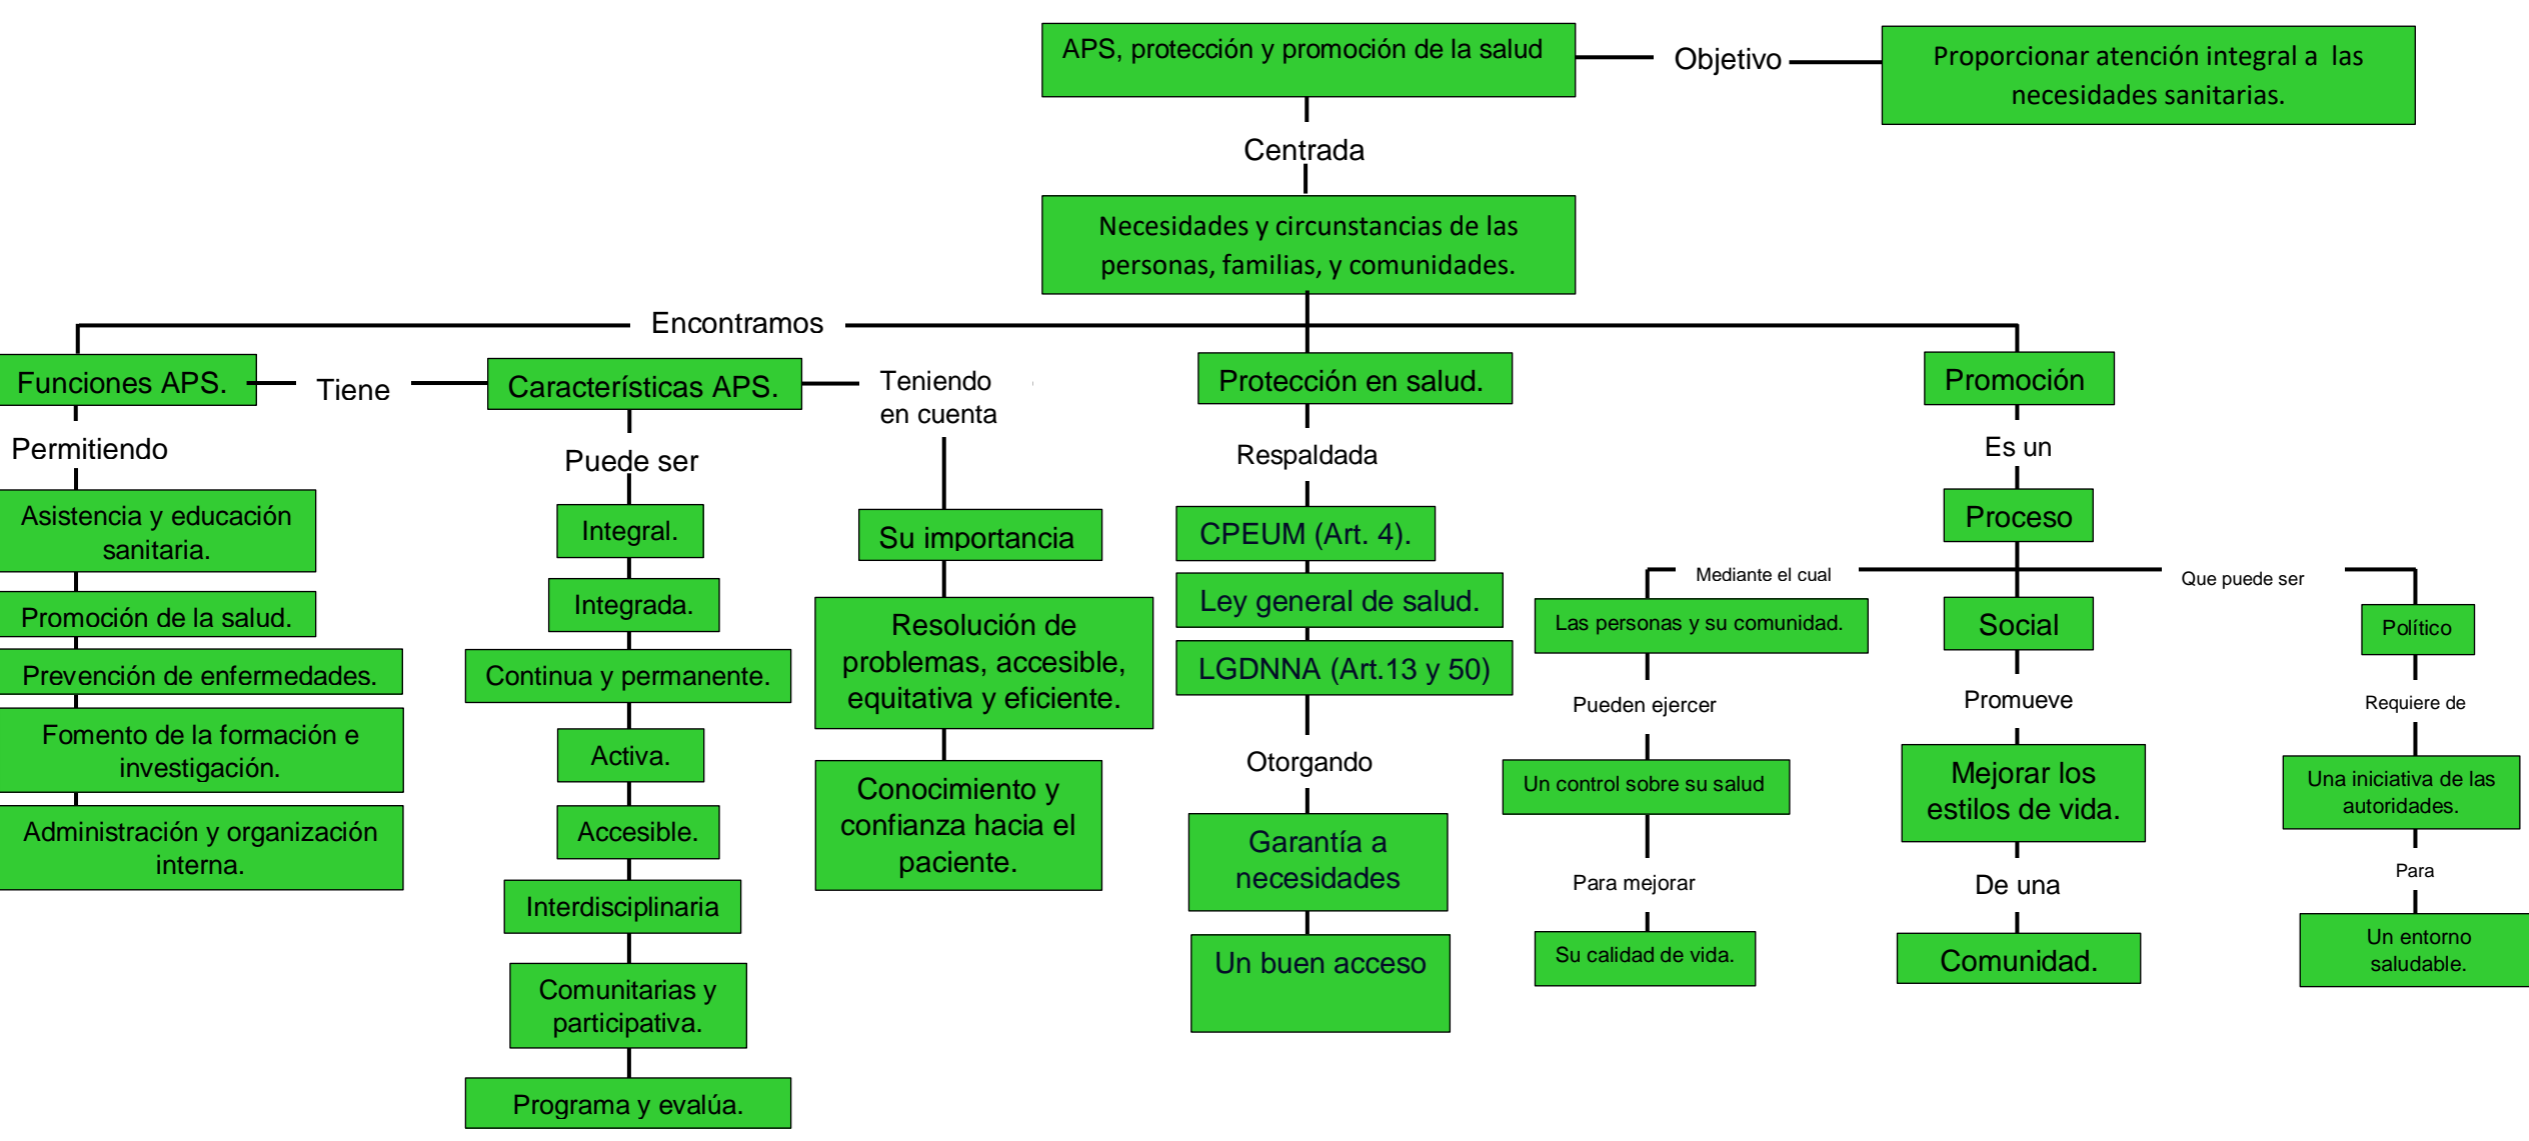 APS, protección y promoción de la salud
Objetivo
Proporcionar atención integral a las
necesidades sanitarias.
Centrada
Necesidades y circunstancias de las
personas, familias, y comunidades.
Encontramos
Funciones APS.
Tiene
Características APS.
Teniendo
en cuenta
Protección en salud.
Promoción
Permitiendo
Asistencia y educación
sanitaria.
Promoción de la salud.
Prevención de enfermedades.
Fomento de la formación e
investigación.
Administración y organización
interna.
Puede ser
Integral.
Integrada.
Continua y permanente.
Activa.
Accesible.
Interdisciplinaria
Comunitarias y
participativa.
Programa y evalúa.
Su importancia
Resolución de
problemas, accesible,
equitativa y eficiente.
Conocimiento y
confianza hacia el
paciente.
Respaldada
CPEUM (Art. 4).
Ley general de salud.
LGDNNA (Art.13 y 50)
Otorgando
Garantía a
necesidades
Un buen acceso
Es un
Proceso
Mediante el cual
Las personas y su comunidad.
Pueden ejercer
Un control sobre su salud
Para mejorar
Su calidad de vida.
Social
Promueve
Mejorar los
estilos de vida.
De una
Comunidad.
Que puede ser
Político
Requiere de
Una iniciativa de las
autoridades.
Para
Un entorno
saludable.